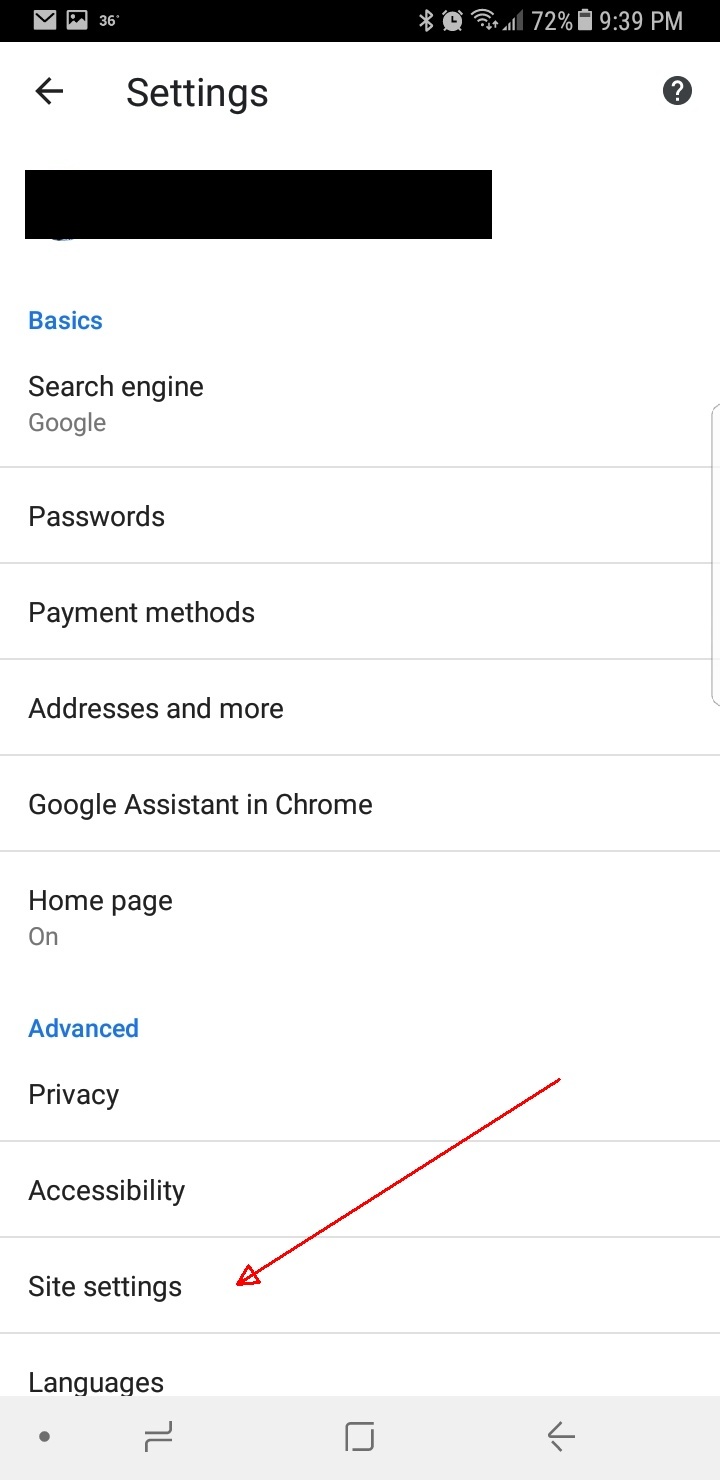 36°
72% 9:39 PM
Settings
Basics
Search engine
Google
Passwords
Payment methods
Addresses and more
Google Assistant in Chrome
Home page
On
Advanced
Privacy
Accessibility
Site settings
Languages